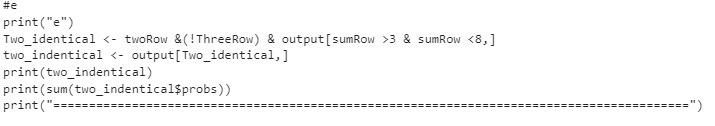 #e
print("e")
Two_identical <- twoRow &(!ThreeRow) & output[sumRow >3 & sumRow <8,]
two_indentical <- output[Two_identical,]
print(two_indentical)
print(sum(two_indentical$probs))
print("==========================================================================================")